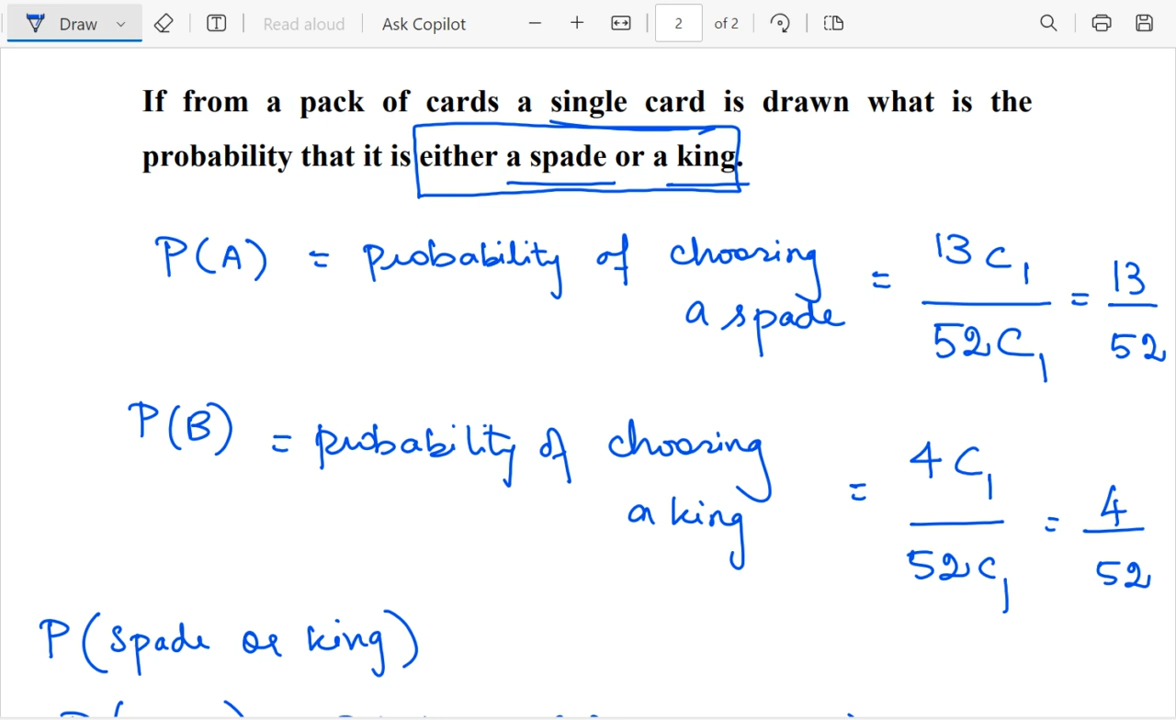 Draw Read aloud Ask Copilot 2 of 2
If from a pack of cards a single card is drawn what is the
probability that it is either a spade or a king.
P(A) = probability of choosing a spade = 13C1 / 52C1 = 13 / 52
P(B) = probability of choosing a king = 4C1 / 52C1 = 4 / 52
P(spade or king)